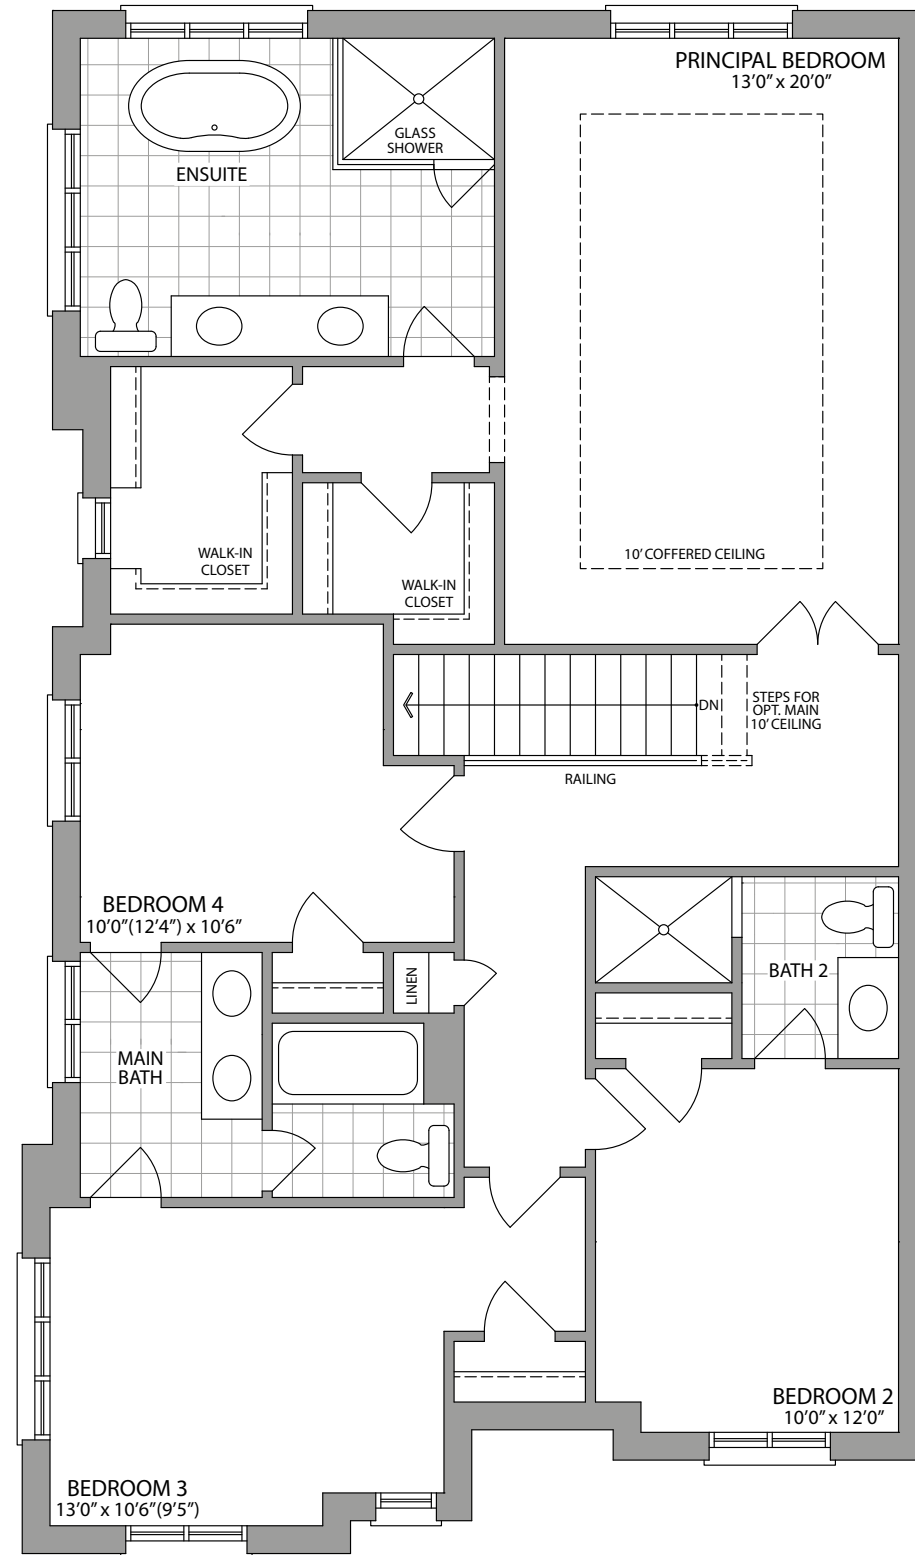 PRINCIPAL BEDROOM
13'0" x 20'0"
GLASS
SHOWER
ENSUITE
10' COFFERED CEILING
WALK-IN
CLOSET
WALK-IN
CLOSET
DN
STEPS FOR
OPT. MAIN
10' CEILING
RAILING
BEDROOM 4
10'0"(12'4") x 10'6"
LINEN
BATH 2
MAIN
BATH
BEDROOM 2
10'0" x 12'0"
BEDROOM 3
13'0" x 10'6"(9'5")